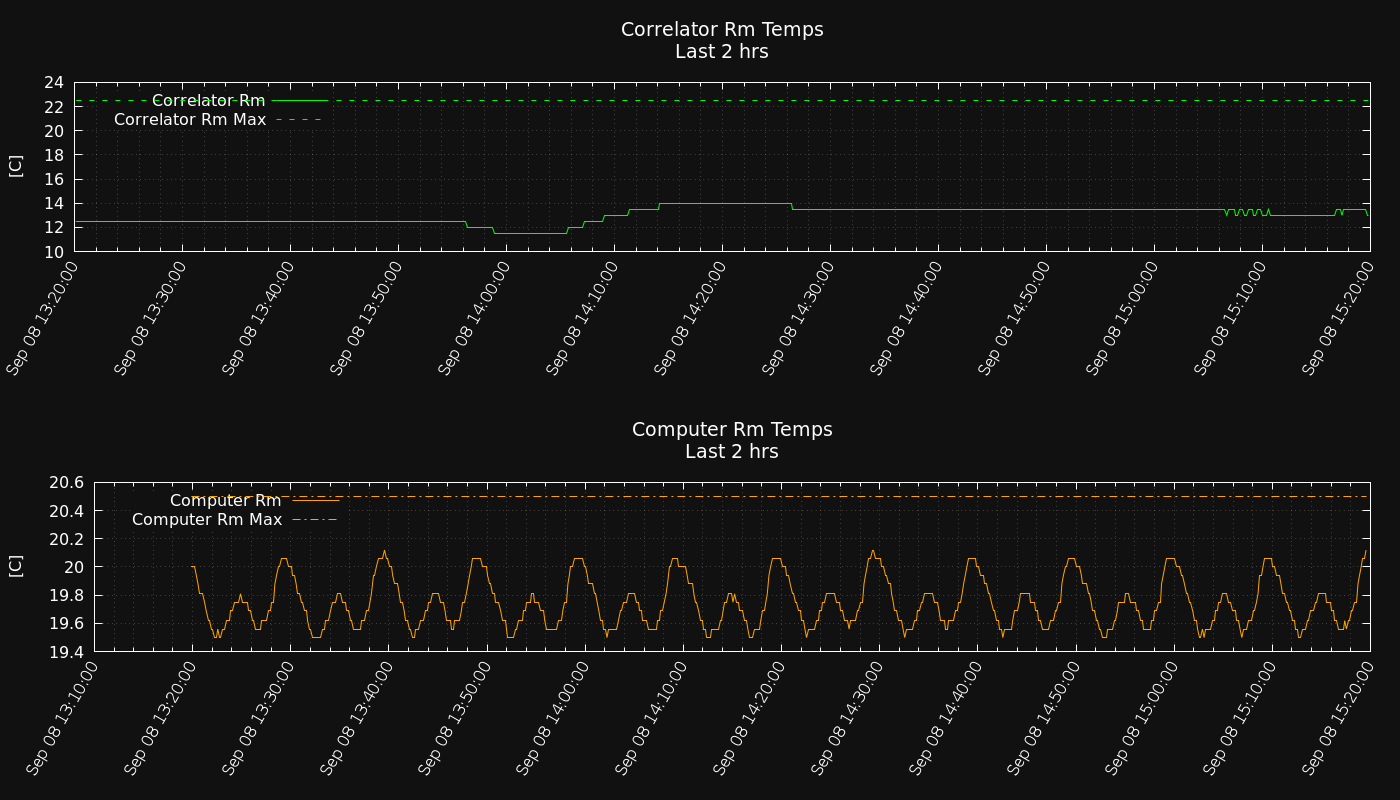 Correlator Rm Temps
Last 2 hrs
24
22
20
18
16
14
12
10
[C]
Correlator Rm
Correlator Rm Max
Sep 08 13:20:00
Sep 08 13:30:00
Sep 08 13:40:00
Sep 08 13:50:00
Sep 08 14:00:00
Sep 08 14:10:00
Sep 08 14:20:00
Sep 08 14:30:00
Sep 08 14:40:00
Sep 08 14:50:00
Sep 08 15:00:00
Sep 08 15:10:00
Sep 08 15:20:00
Computer Rm Temps
Last 2 hrs
20.6
20.4
20.2
20
19.8
19.6
19.4
[C]
Computer Rm
Computer Rm Max
Sep 08 13:10:00
Sep 08 13:20:00
Sep 08 13:30:00
Sep 08 13:40:00
Sep 08 13:50:00
Sep 08 14:00:00
Sep 08 14:10:00
Sep 08 14:20:00
Sep 08 14:30:00
Sep 08 14:40:00
Sep 08 14:50:00
Sep 08 15:00:00
Sep 08 15:10:00
Sep 08 15:20:00